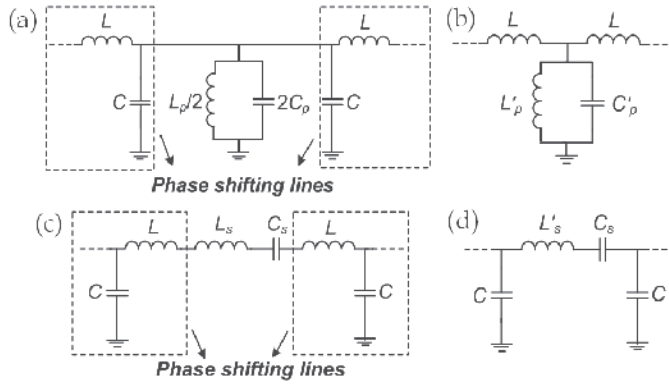 (a)
L
L
C
Lₚ/2
2Cₚ
C
Phase shifting lines
(b)
L
L
L'ₚ
C'ₚ
(c)
L
Lₛ
Cₛ
L
C
C
Phase shifting lines
(d)
L'ₛ
Cₛ
C
C